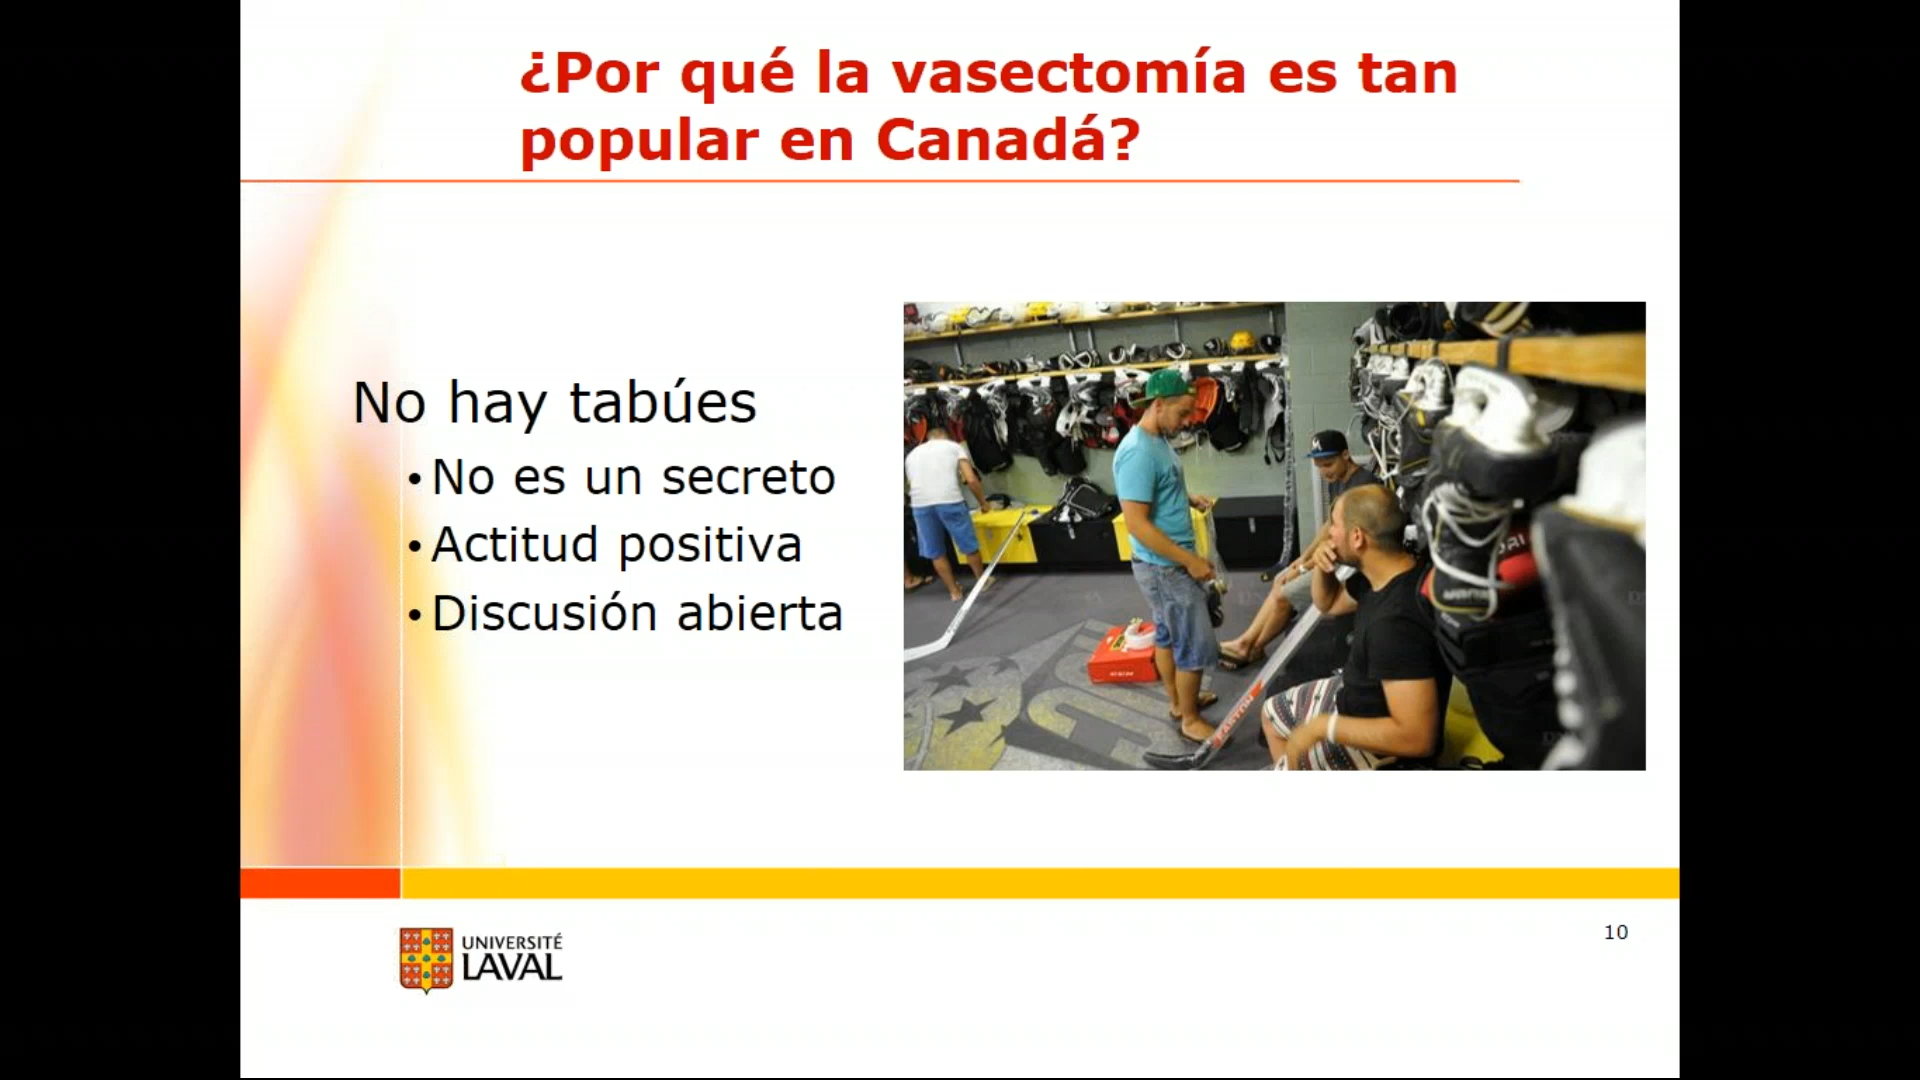 ¿Por qué la vasectomía es tan
popular en Canadá?
No hay tabúes
• No es un secreto
• Actitud positiva
• Discusión abierta
EASTON
UNIVERSITÉ
LAVAL
10